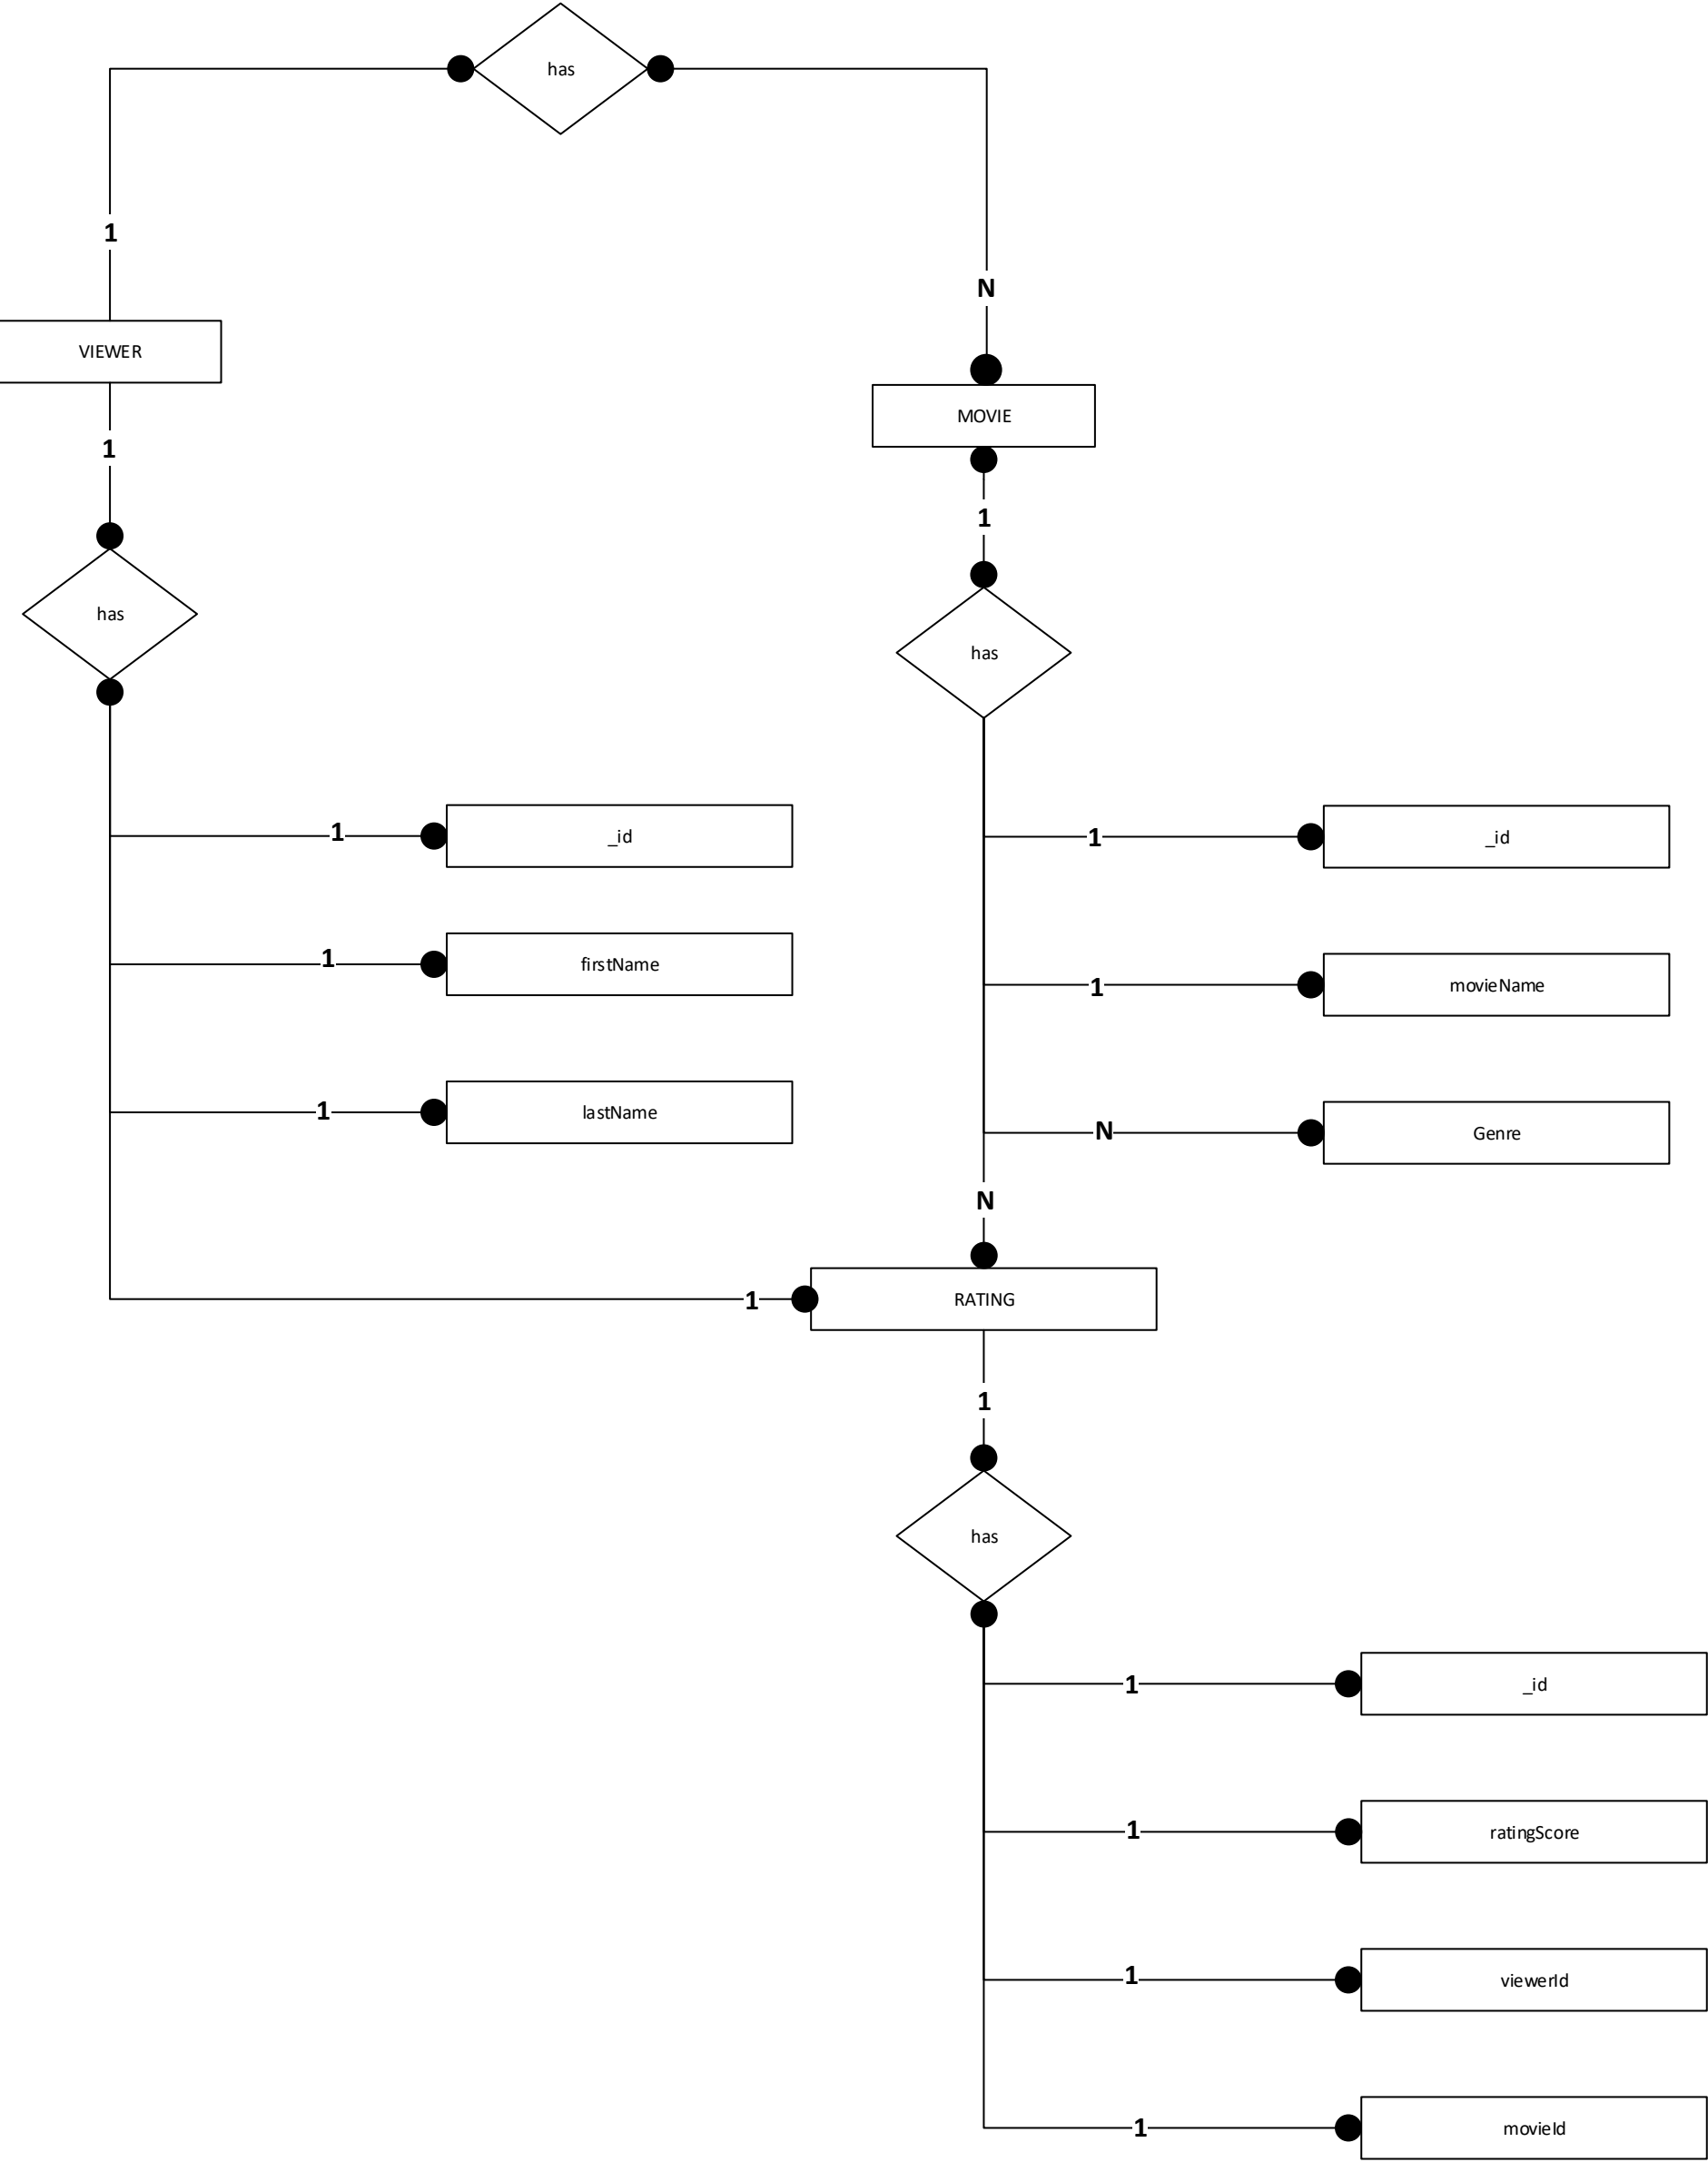 has
1
N
VIEWER
MOVIE
1
1
has
has
1
_id
1
_id
1
firstName
1
movieName
1
lastName
N
Genre
N
1
RATING
1
has
1
_id
1
ratingScore
1
viewerId
1
movieId